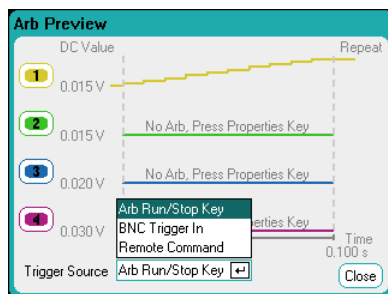 Arb Preview
DC Value Repeat
1 0.015 V
2 0.015 V No Arb, Press Properties Key
3 0.020 V No Arb, Press Properties Key
4 0.030 V perties Key
Arb Run/Stop Key
BNC Trigger In
Remote Command
Time
0.100 s
Trigger Source Arb Run/Stop Key Close